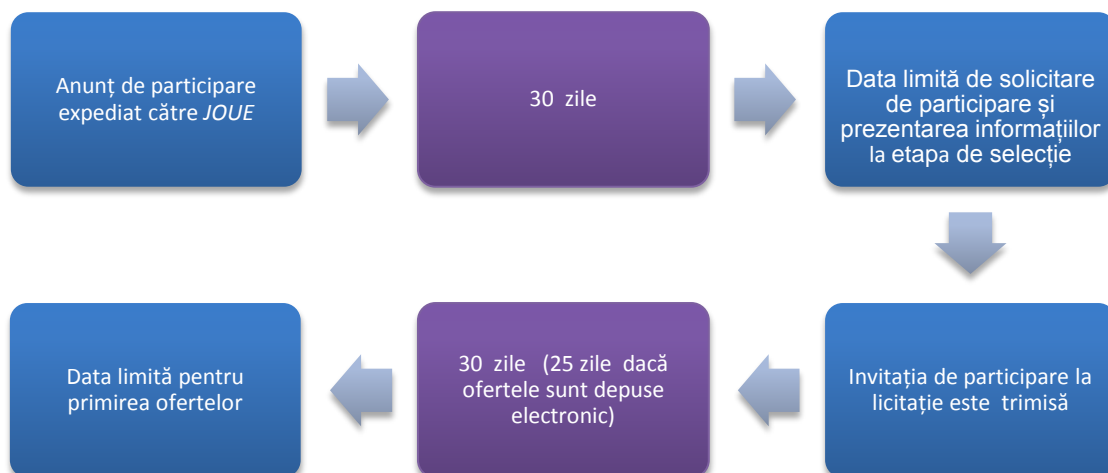 Anunț de participare
expediat către JOUE
30 zile
Data limită de solicitare
de participare și
prezentarea informațiilor
la etapa de selecție
Invitația de participare la
licitație este trimisă
30 zile (25 zile dacă
ofertele sunt depuse
electronic)
Data limită pentru
primirea ofertelor